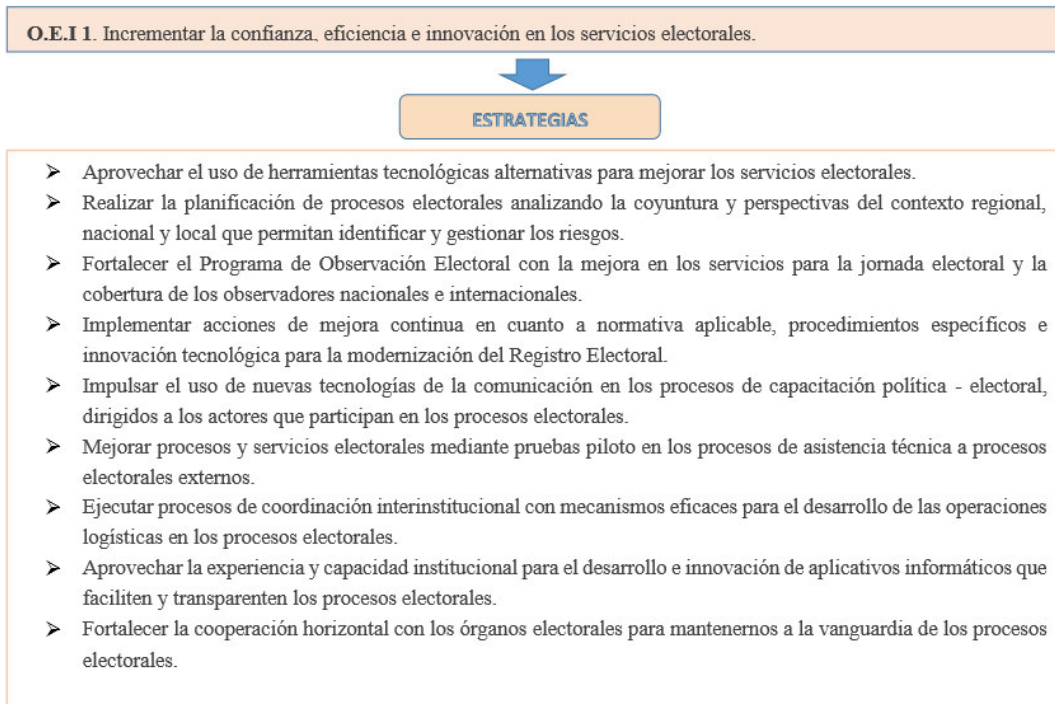 O.E.I 1. Incrementar la confianza, eficiencia e innovación en los servicios electorales.
ESTRATEGIAS
➤ Aprovechar el uso de herramientas tecnológicas alternativas para mejorar los servicios electorales.
➤ Realizar la planificación de procesos electorales analizando la coyuntura y perspectivas del contexto regional,
nacional y local que permitan identificar y gestionar los riesgos.
➤ Fortalecer el Programa de Observación Electoral con la mejora en los servicios para la jornada electoral y la
cobertura de los observadores nacionales e internacionales.
➤ Implementar acciones de mejora continua en cuanto a normativa aplicable, procedimientos específicos e
innovación tecnológica para la modernización del Registro Electoral.
➤ Impulsar el uso de nuevas tecnologías de la comunicación en los procesos de capacitación política - electoral,
dirigidos a los actores que participan en los procesos electorales.
➤ Mejorar procesos y servicios electorales mediante pruebas piloto en los procesos de asistencia técnica a procesos
electorales externos.
➤ Ejecutar procesos de coordinación interinstitucional con mecanismos eficaces para el desarrollo de las operaciones
logísticas en los procesos electorales.
➤ Aprovechar la experiencia y capacidad institucional para el desarrollo e innovación de aplicativos informáticos que
faciliten y transparenten los procesos electorales.
➤ Fortalecer la cooperación horizontal con los órganos electorales para mantenernos a la vanguardia de los procesos
electorales.